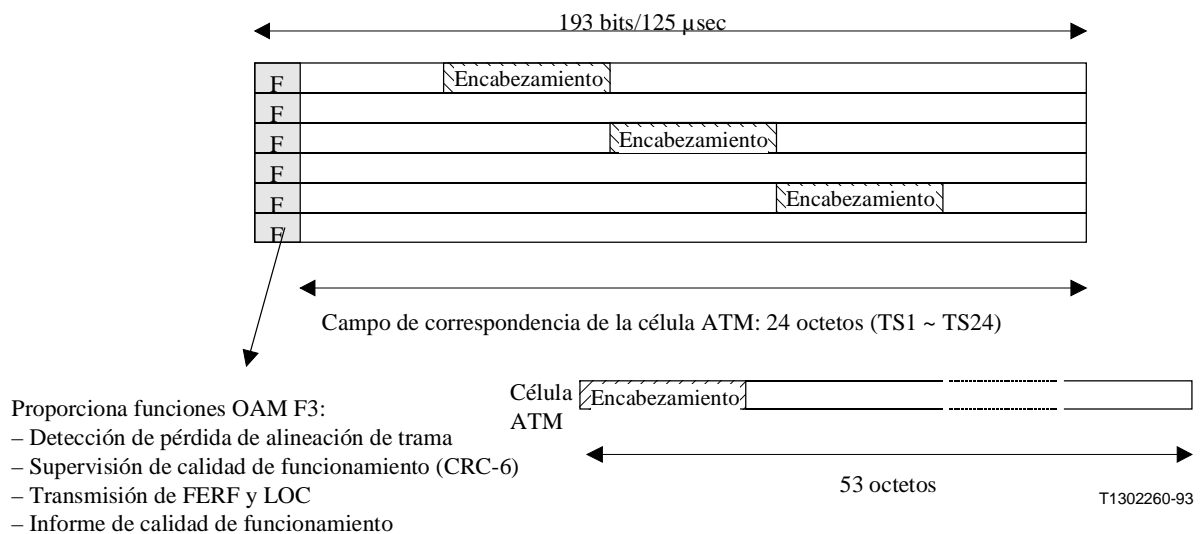 193 bits/125 µsec
F
Encabezamiento
F
F
Encabezamiento
F
F
Encabezamiento
F
Campo de correspondencia de la célula ATM: 24 octetos (TS1 ~ TS24)
Célula
ATM
Encabezamiento
53 octetos
Proporciona funciones OAM F3:
– Detección de pérdida de alineación de trama
– Supervisión de calidad de funcionamiento (CRC-6)
– Transmisión de FERF y LOC
– Informe de calidad de funcionamiento
T1302260-93